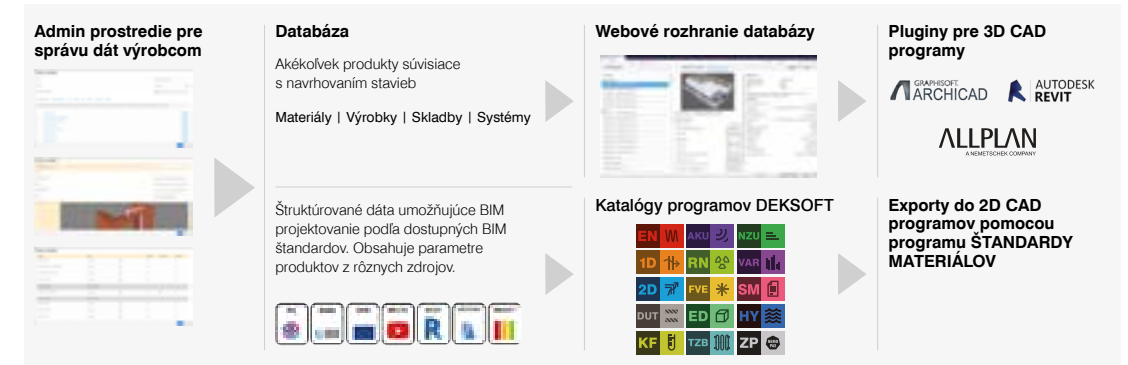 Admin prostredie pre
správu dát výrobcom
Databáza
Akékoľvek produkty súvisiace
s navrhovaním stavieb
Materiály | Výrobky | Skladby | Systémy
Štruktúrované dáta umožňujúce BIM
projektovanie podľa dostupných BIM
štandardov. Obsahuje parametre
produktov z rôznych zdrojov.
Webové rozhranie databázy
Katalógy programov DEKSOFT
EN AKU NZU
1D RN VAR
2D FVE SM
DUT ED HY
KF TZB ZP
Pluginy pre 3D CAD
programy
GRAPHISOFT
ARCHICAD
AUTODESK
REVIT
ALLPLAN
A NEMETSCHEK COMPANY
Exporty do 2D CAD
programov pomocou
programu ŠTANDARDY
MATERIÁLOV